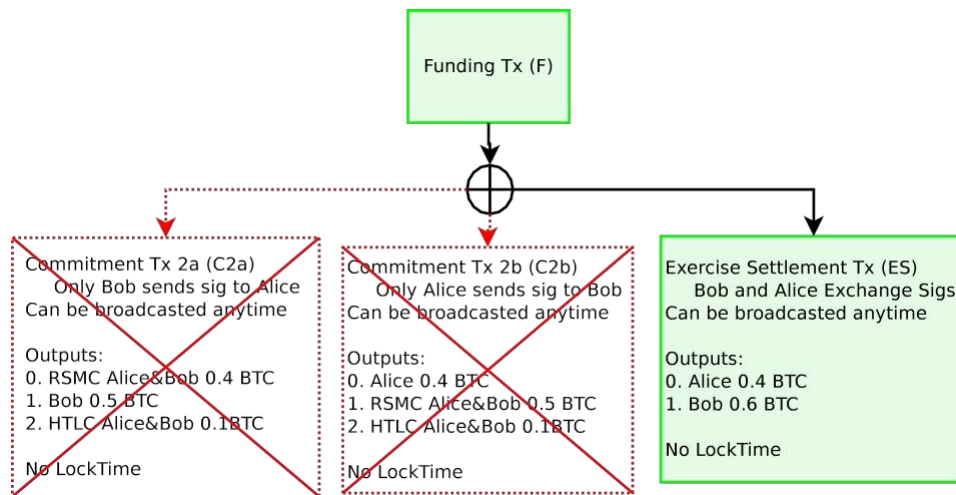 Funding Tx (F)
Commitment Tx 2a (C2a)
Only Bob sends sig to Alice
Can be broadcasted anytime
Outputs:
0. RSMC Alice&Bob 0.4 BTC
1. Bob 0.5 BTC
2. HTLC Alice&Bob 0.1BTC
No LockTime
Commitment Tx 2b (C2b)
Only Alice sends sig to Bob
Can be broadcasted anytime
Outputs:
0. Alice 0.4 BTC
1. RSMC Alice&Bob 0.5 BTC
2. HTLC Alice&Bob 0.1BTC
No LockTime
Exercise Settlement Tx (ES)
Bob and Alice Exchange Sigs
Can be broadcasted anytime
Outputs:
0. Alice 0.4 BTC
1. Bob 0.6 BTC
No LockTime